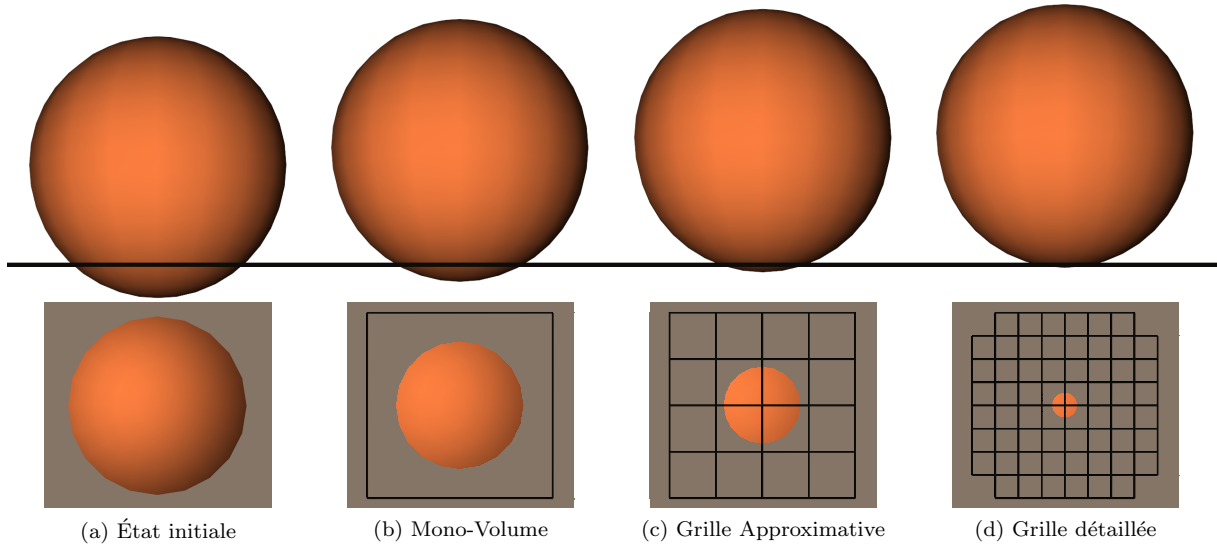 (a) État initiale
(b) Mono-Volume
(c) Grille Approximative
(d) Grille détaillée